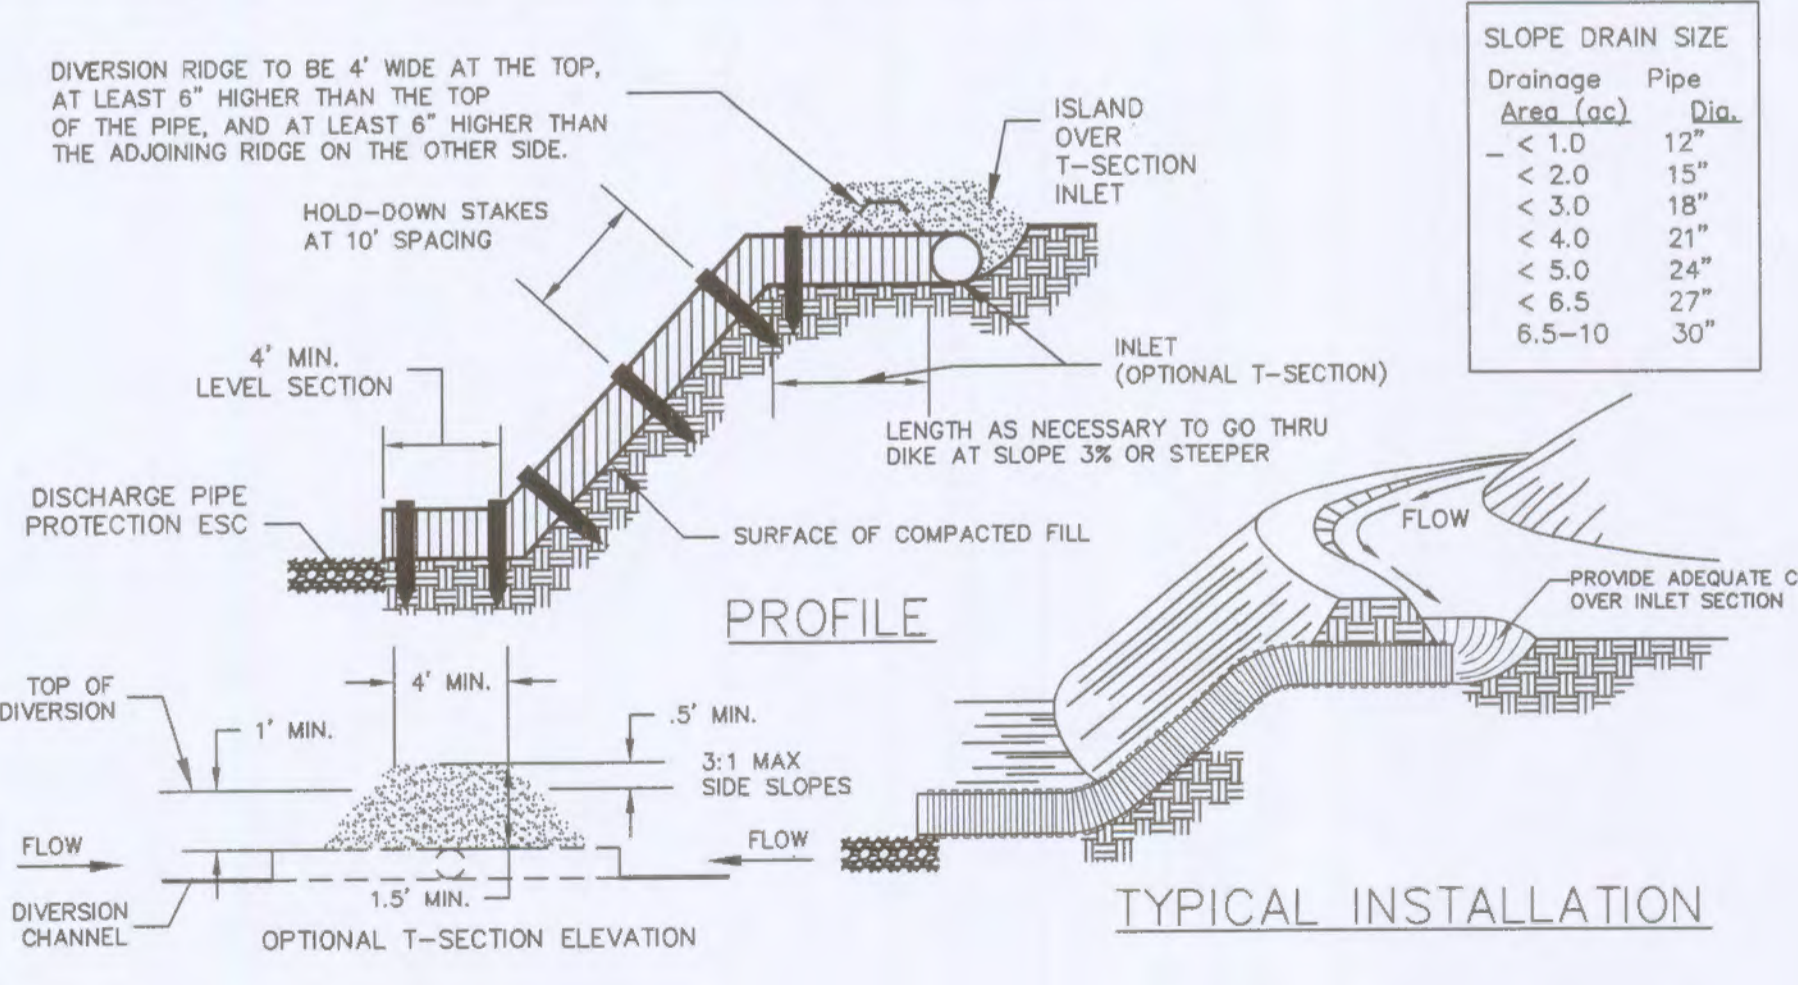 DIVERSION RIDGE TO BE 4' WIDE AT THE TOP,
AT LEAST 6" HIGHER THAN THE TOP
OF THE PIPE, AND AT LEAST 6" HIGHER THAN
THE ADJOINING RIDGE ON THE OTHER SIDE.
HOLD-DOWN STAKES
AT 10' SPACING
ISLAND
OVER
T-SECTION
INLET
SLOPE DRAIN SIZE
Drainage Pipe
Area (ac) Dia.
< 1.0 12"
< 2.0 15"
< 3.0 18"
< 4.0 21"
< 5.0 24"
< 6.5 27"
6.5-10 30"
4' MIN.
LEVEL SECTION
INLET
(OPTIONAL T-SECTION)
LENGTH AS NECESSARY TO GO THRU
DIKE AT SLOPE 3% OR STEEPER
DISCHARGE PIPE
PROTECTION ESC
SURFACE OF COMPACTED FILL
PROFILE
FLOW
PROVIDE ADEQUATE C
OVER INLET SECTION
TOP OF
DIVERSION
1' MIN.
4' MIN.
.5' MIN.
3:1 MAX
SIDE SLOPES
FLOW
FLOW
1.5' MIN.
DIVERSION
CHANNEL
OPTIONAL T-SECTION ELEVATION
TYPICAL INSTALLATION